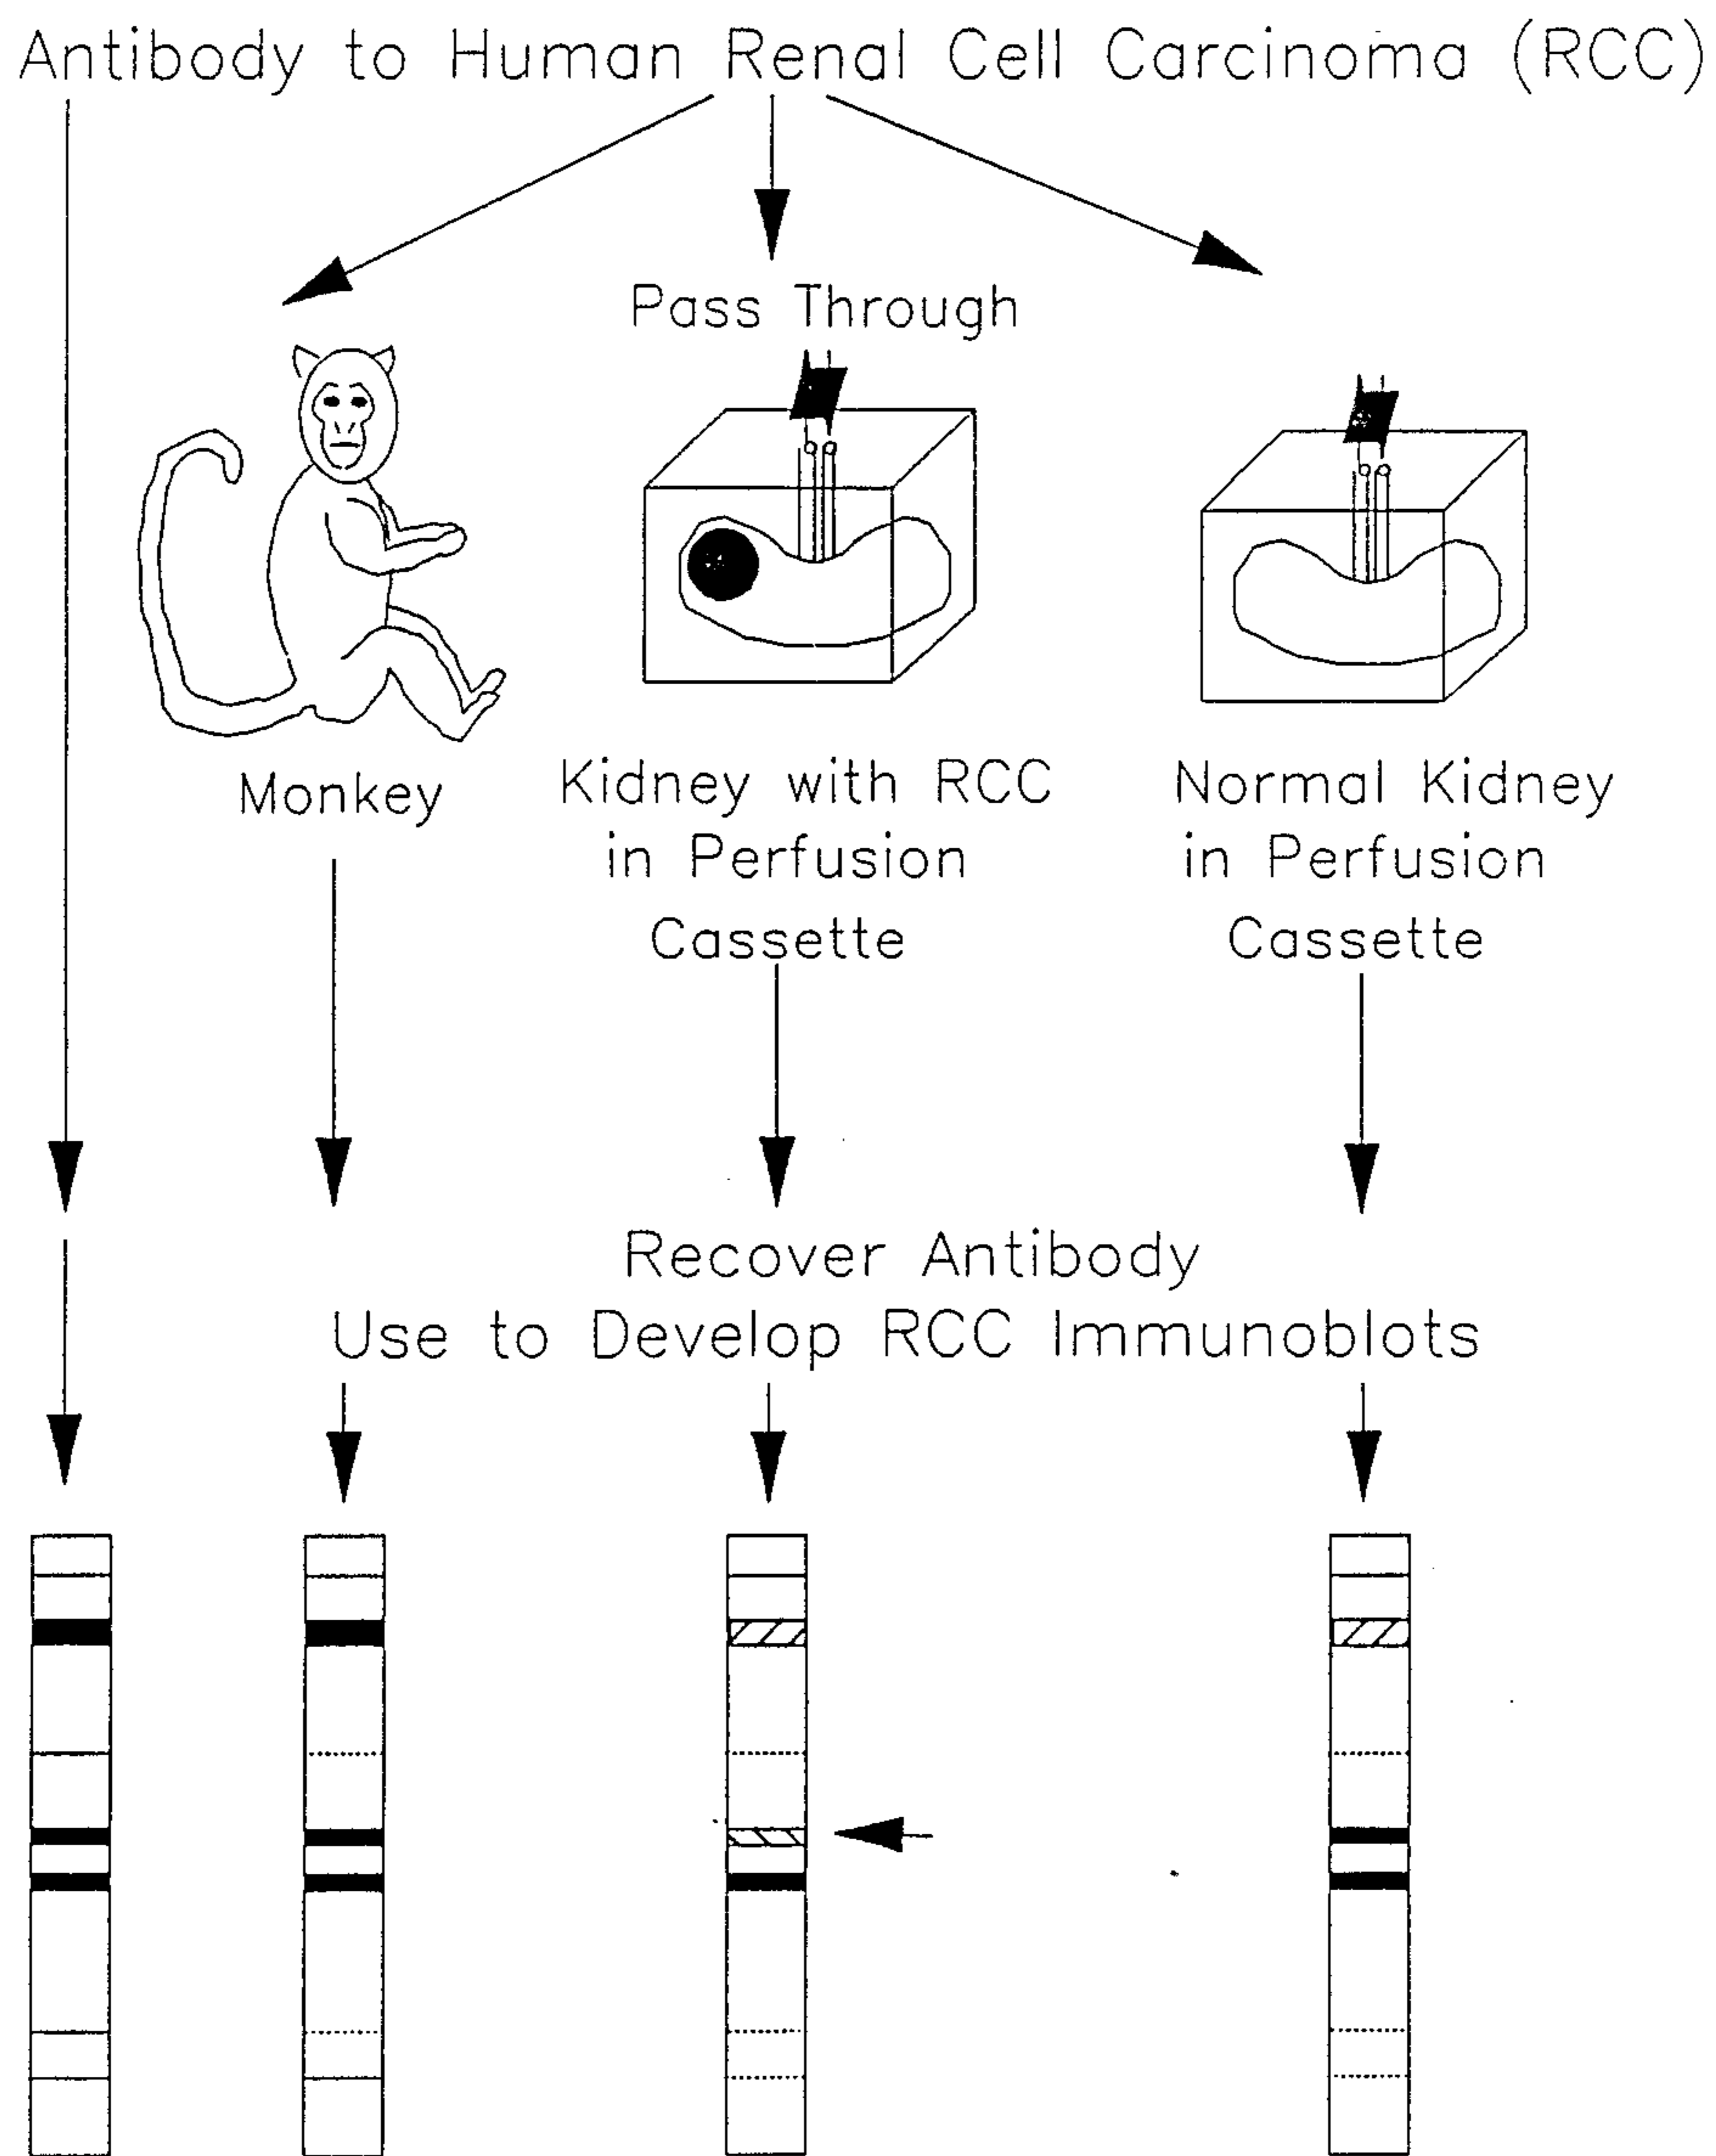 Antibody to Human Renal Cell Carcinoma (RCC)
Pass Through
Monkey
Kidney with RCC
in Perfusion
Cassette
Normal Kidney
in Perfusion
Cassette
Recover Antibody
Use to Develop RCC Immunoblots